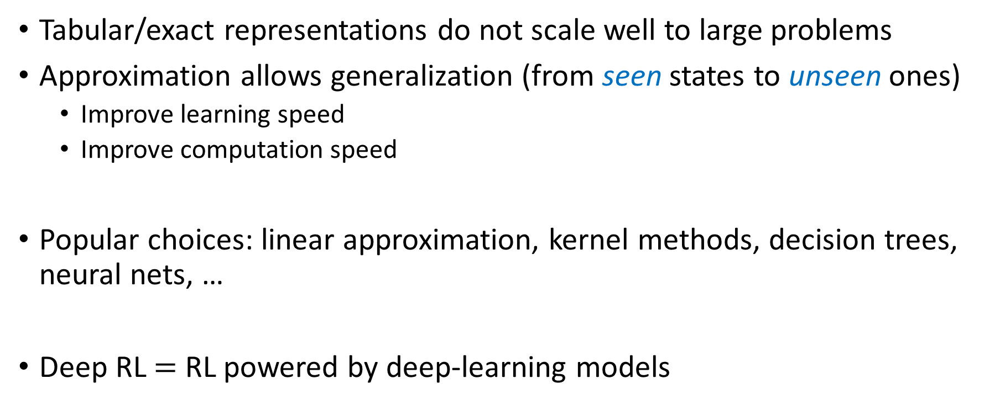 • Tabular/exact representations do not scale well to large problems
• Approximation allows generalization (from seen states to unseen ones)
• Improve learning speed
• Improve computation speed
• Popular choices: linear approximation, kernel methods, decision trees,
neural nets, …
• Deep RL = RL powered by deep-learning models